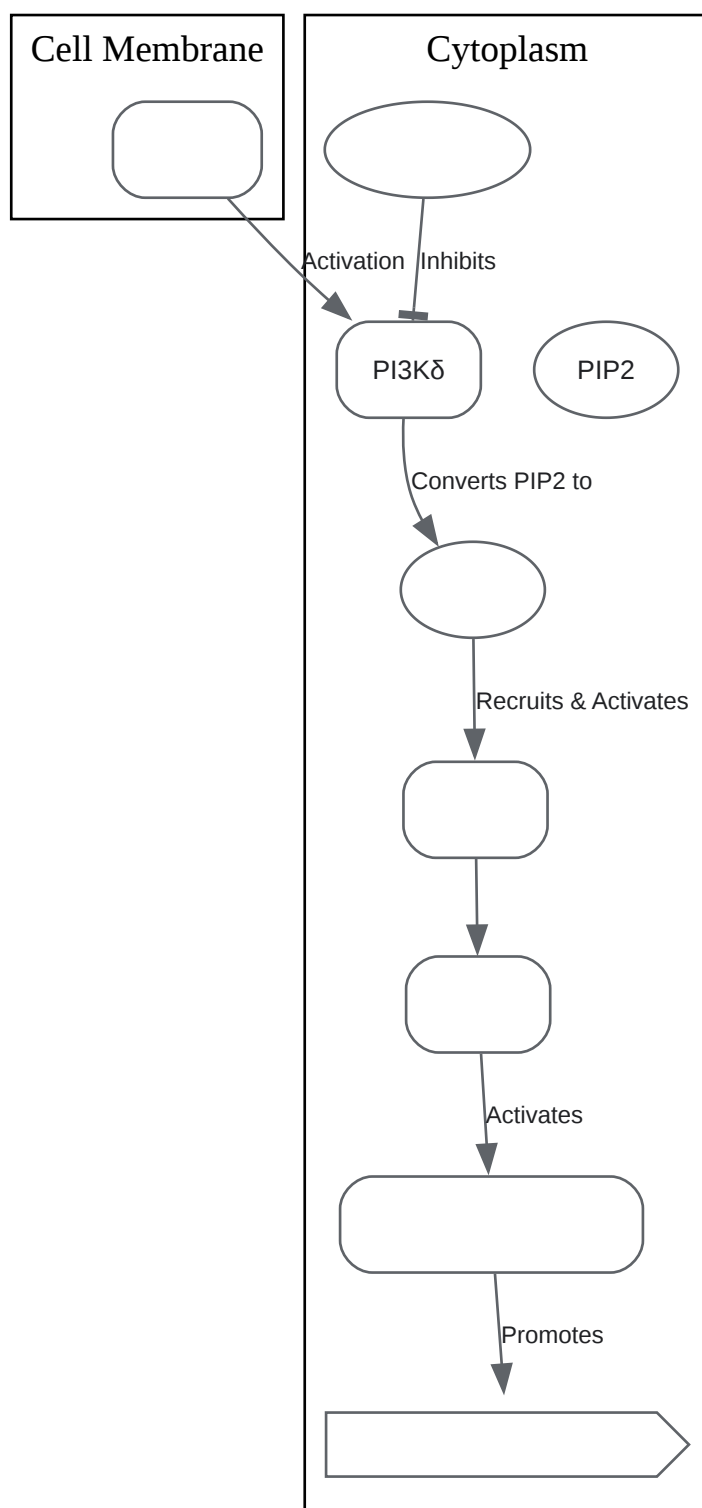 Cell Membrane
Cytoplasm
Activation
Inhibits
PI3Kδ
PIP2
Converts PIP2 to
Recruits & Activates
Activates
Promotes